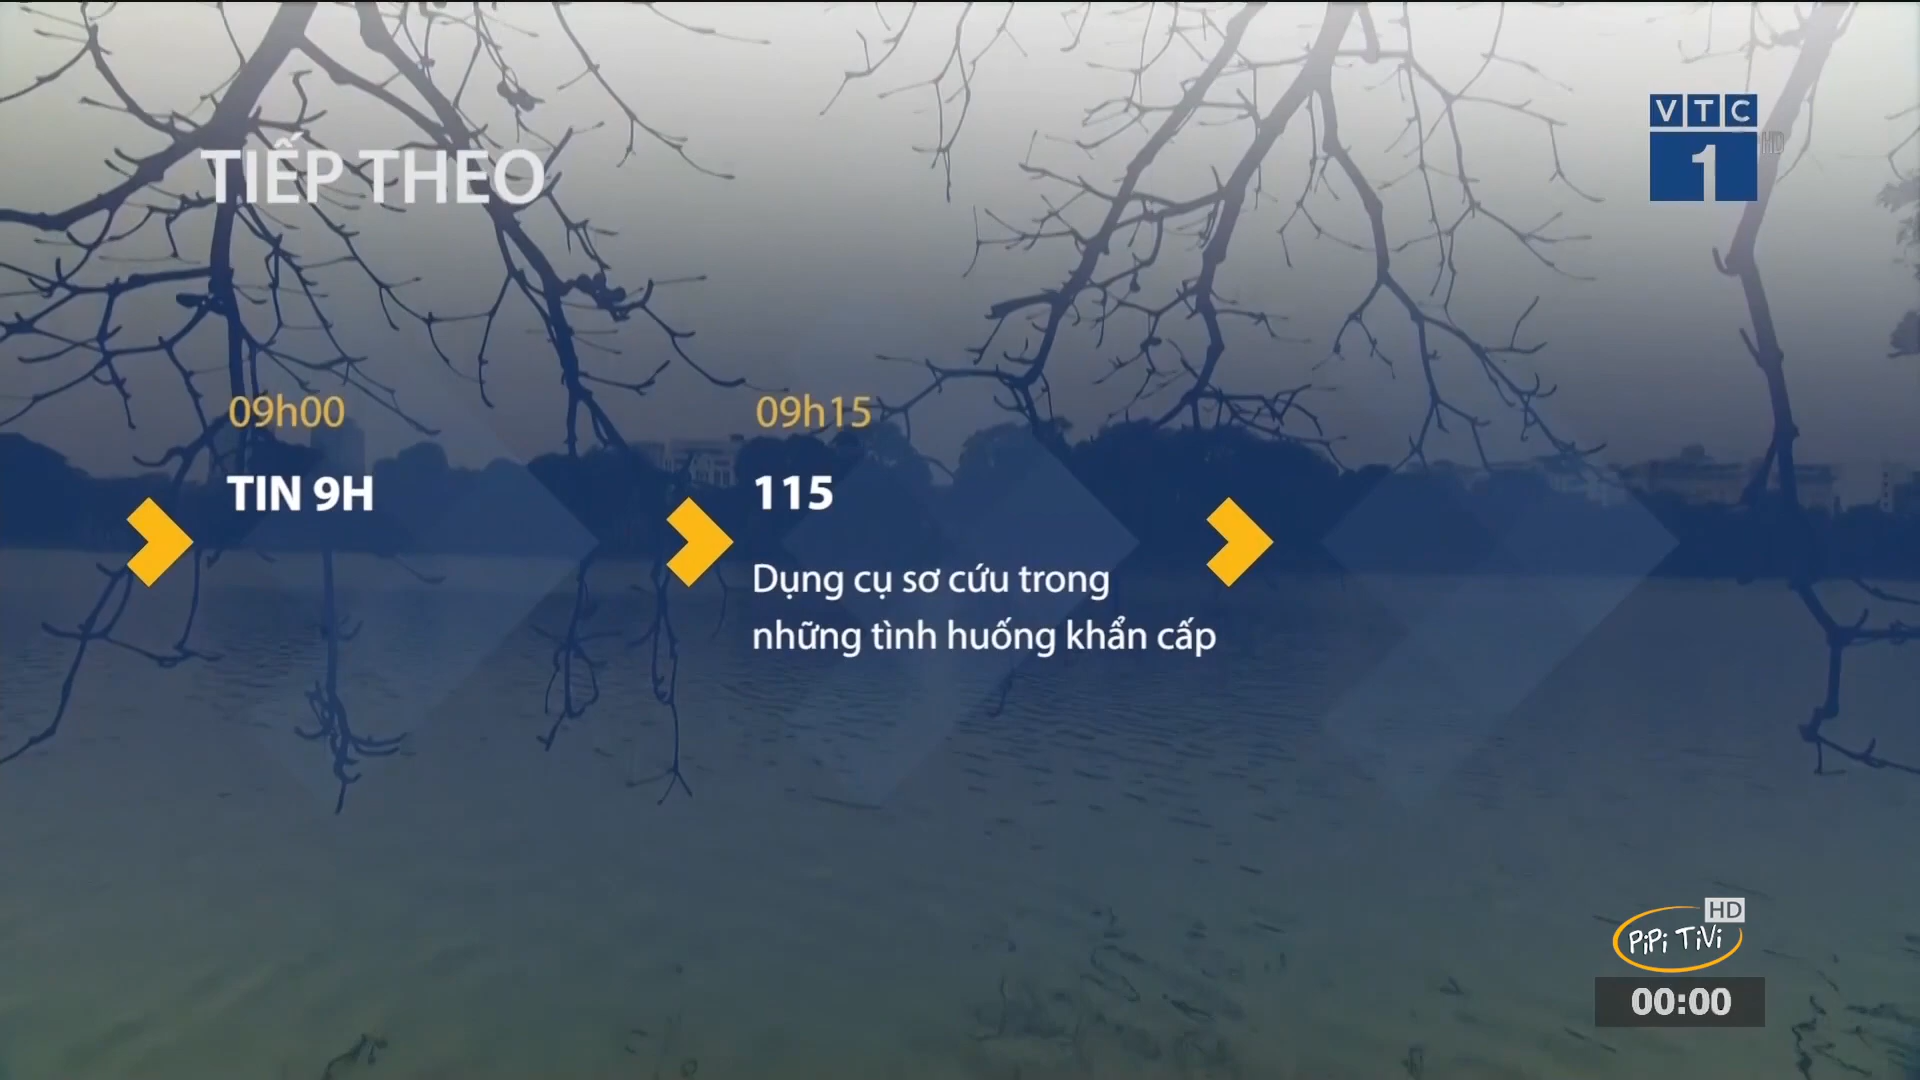 TIẾP THEO
VTC
1
HD
09h00
TIN 9H
09h15
115
Dụng cụ sơ cứu trong
những tình huống khẩn cấp
HD
PiPi TiVi
00:00